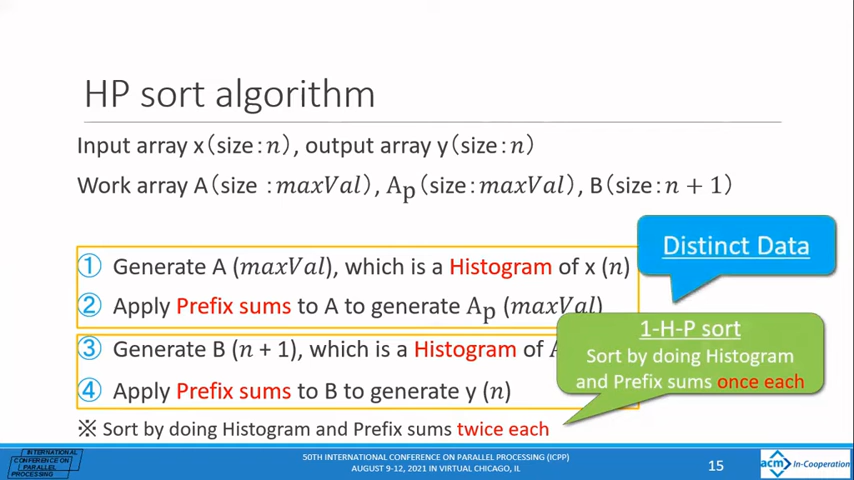 HP sort algorithm
Input array x(size:n), output array y(size:n)
Work array A(size :maxVal), Ap(size:maxVal), B(size:n + 1)
Distinct Data
① Generate A (maxVal), which is a Histogram of x (n)
② Apply Prefix sums to A to generate Ap (maxVal)
1-H-P sort
Sort by doing Histogram
and Prefix sums once each
③ Generate B (n + 1), which is a Histogram of
④ Apply Prefix sums to B to generate y (n)
※ Sort by doing Histogram and Prefix sums twice each
INTERNATIONAL
CONFERENCE ON
PARALLEL
PROCESSING
50TH INTERNATIONAL CONFERENCE ON PARALLEL PROCESSING (ICPP)
AUGUST 9-12, 2021 IN VIRTUAL CHICAGO, IL
15
acm In-Cooperation